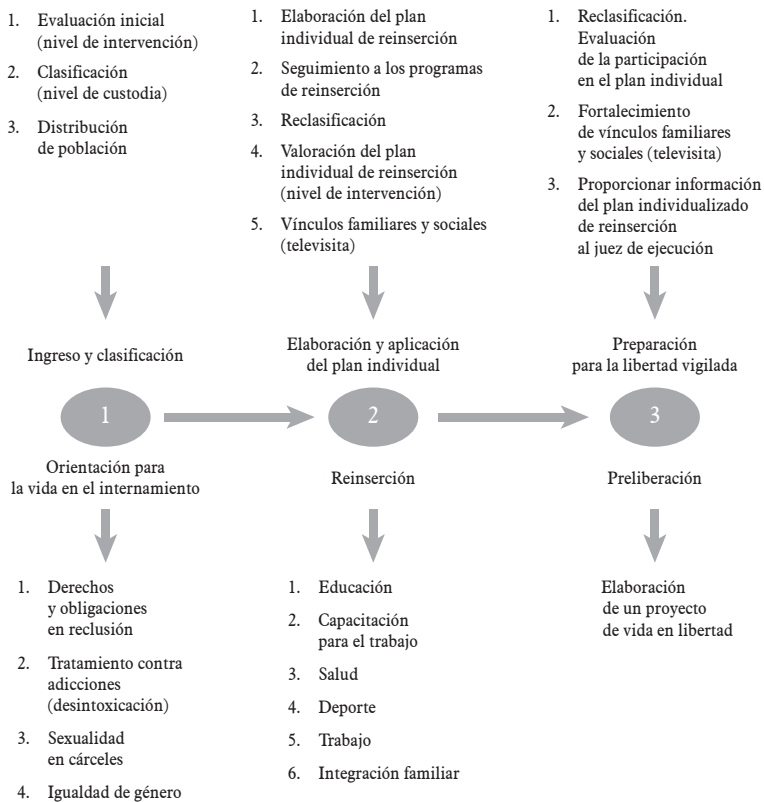 1. Evaluación inicial
(nivel de intervención)
2. Clasificación
(nivel de custodia)
3. Distribución
de población
1. Elaboración del plan
individual de reinserción
2. Seguimiento a los programas
de reinserción
3. Reclasificación
4. Valoración del plan
individual de reinserción
(nivel de intervención)
5. Vínculos familiares y sociales
(televisita)
1. Reclasificación.
Evaluación
de la participación
en el plan individual
2. Fortalecimiento
de vínculos familiares
y sociales (televisita)
3. Proporcionar información
del plan individualizado
de reinserción
al juez de ejecución
Ingreso y clasificación
Elaboración y aplicación
del plan individual
Preparación
para la libertad vigilada
1
2
3
Orientación para
la vida en el internamiento
Reinserción
Preliberación
1. Derechos
y obligaciones
en reclusión
2. Tratamiento contra
adicciones
(desintoxicación)
3. Sexualidad
en cárceles
4. Igualdad de género
1. Educación
2. Capacitación
para el trabajo
3. Salud
4. Deporte
5. Trabajo
6. Integración familiar
Elaboración
de un proyecto
de vida en libertad